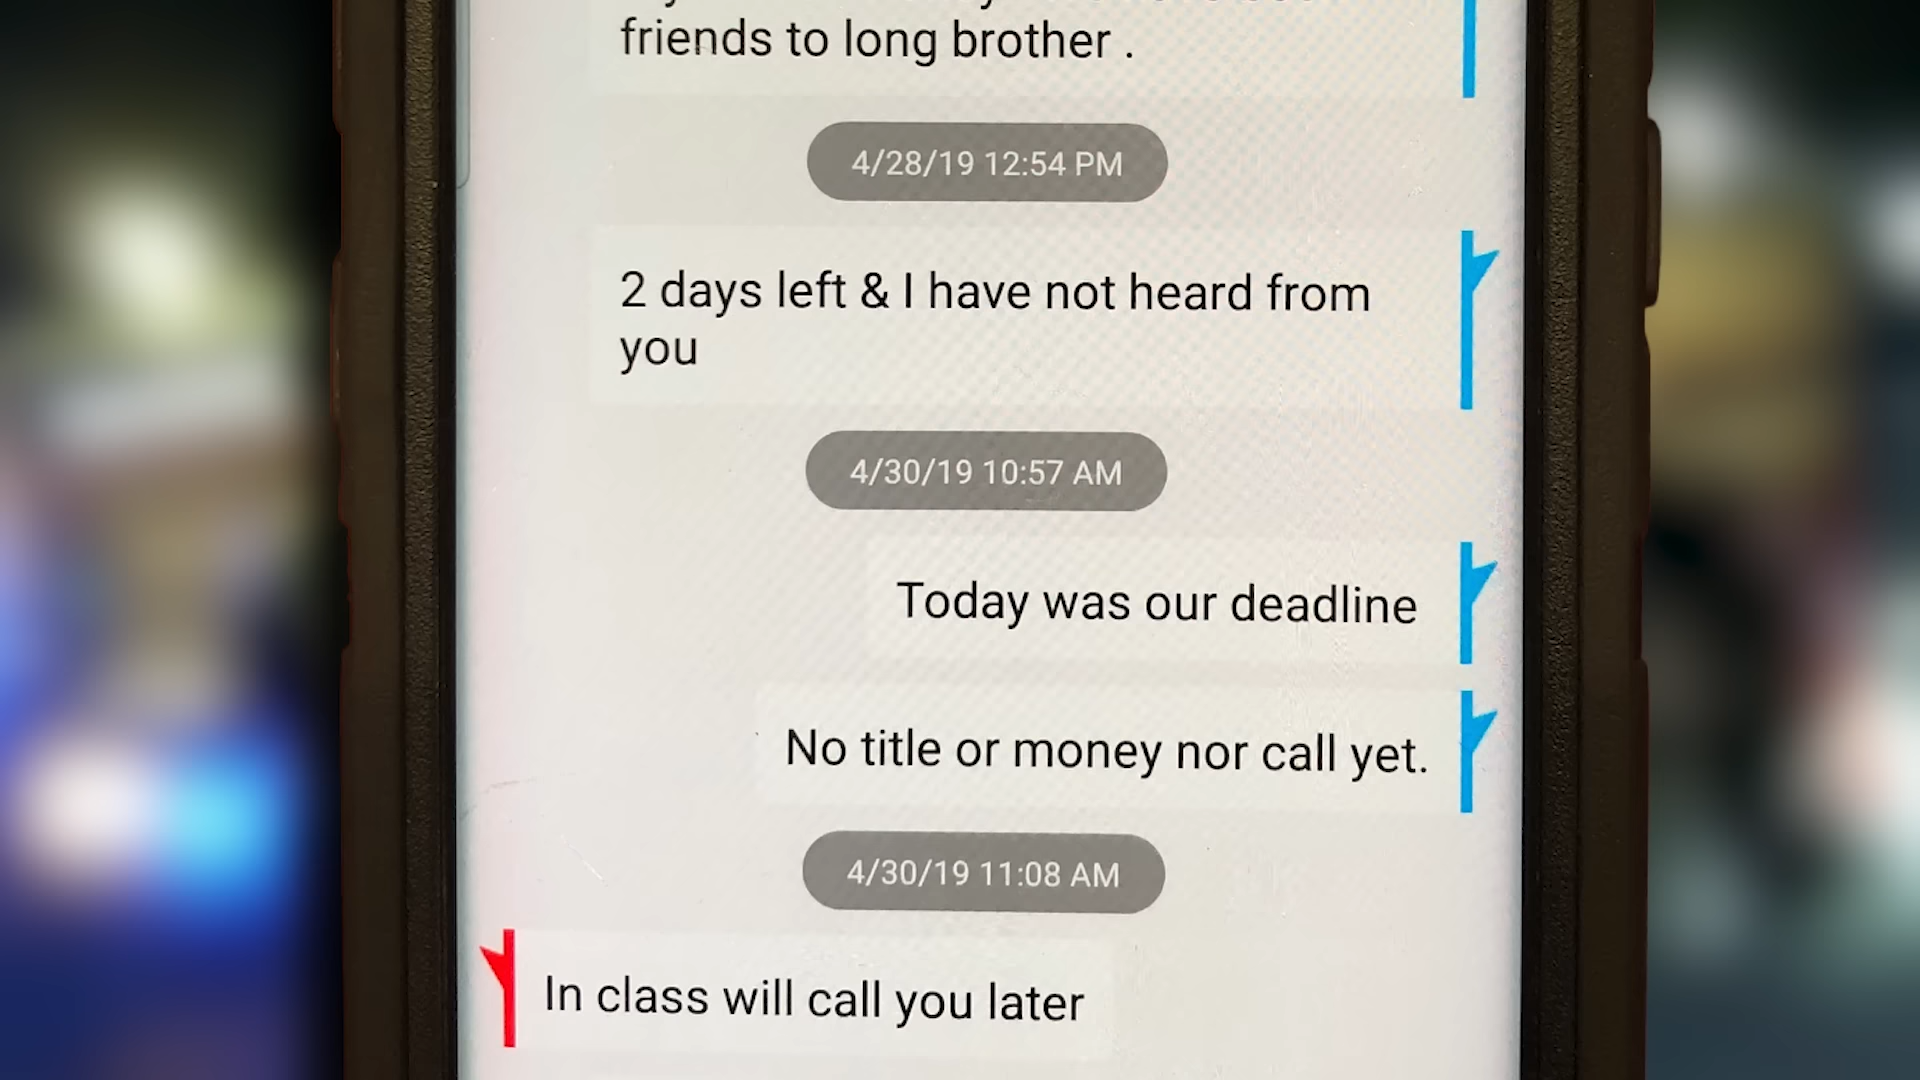 friends to long brother .
4/28/19 12:54 PM
2 days left & I have not heard from
you
4/30/19 10:57 AM
Today was our deadline
No title or money nor call yet.
4/30/19 11:08 AM
In class will call you later